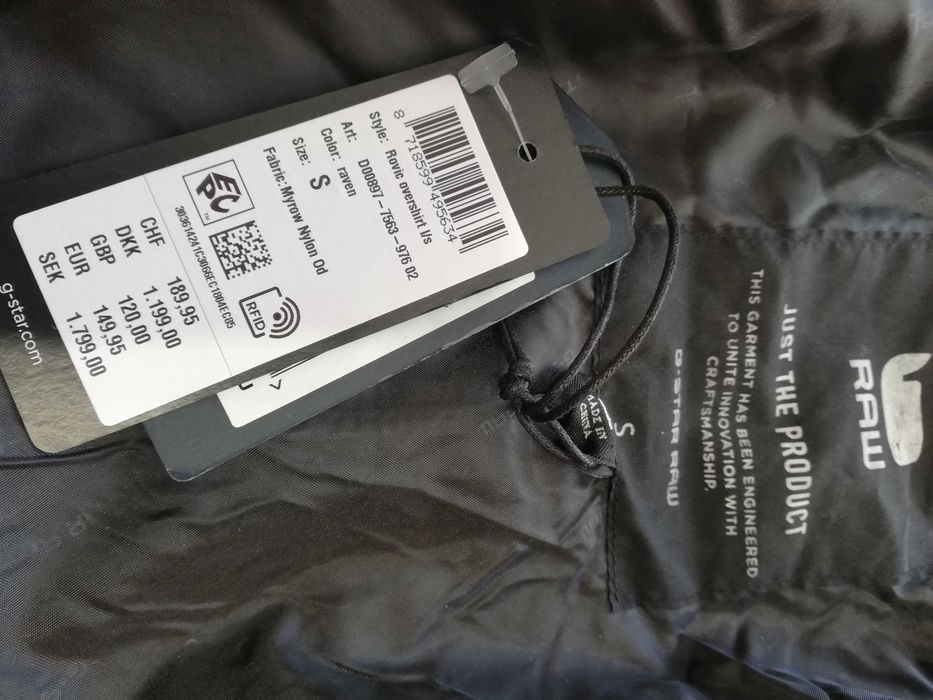 8 718599 495634
Style: Rovic overshirt l/s
Art: D00897-7563-976 02
Color: raven
Size: S
Fabric: Myrow Nylon Od
EPC
TM
RFID
303614241C3066EC1804EC85
CHF 189,95
DKK 1.199,00
GBP 120,00
EUR 149,95
SEK 1.799,00
g-star.com
RAW
JUST THE PRODUCT
THIS GARMENT HAS BEEN ENGINEERED
TO UNITE INNOVATION WITH
CRAFTSMANSHIP.
G-STAR RAW
S
MADE IN
CHINA